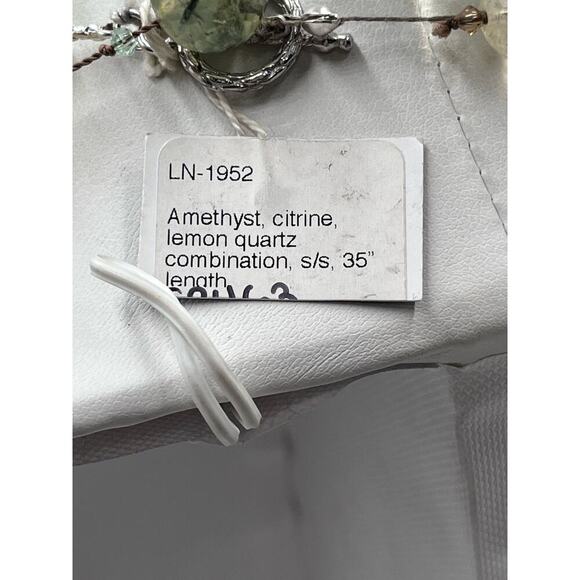 LN-1952
Amethyst, citrine,
lemon quartz
combination, s/s, 35”
length